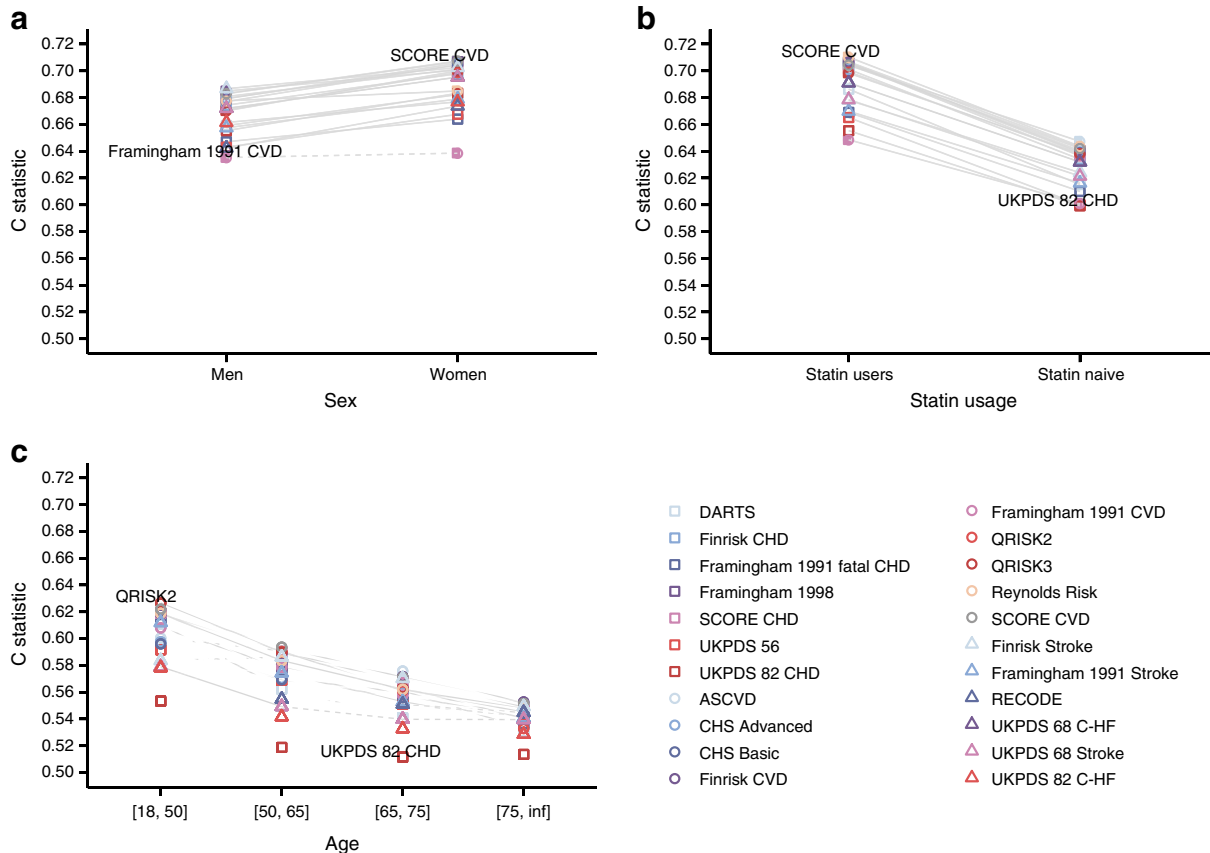 a
0.72
0.70
0.68
0.66
0.64
0.62
0.60
0.58
0.56
0.54
0.52
0.50
C statistic
SCORE CVD
Framingham 1991 CVD
Men
Women
Sex
b
0.72
0.70
0.68
0.66
0.64
0.62
0.60
0.58
0.56
0.54
0.52
0.50
C statistic
SCORE CVD
UKPDS 82 CHD
Statin users
Statin naive
Statin usage
c
0.72
0.70
0.68
0.66
0.64
0.62
0.60
0.58
0.56
0.54
0.52
0.50
C statistic
QRISK2
UKPDS 82 CHD
[18, 50]
[50, 65]
[65, 75]
[75, inf]
Age
DARTS
Finrisk CHD
Framingham 1991 fatal CHD
Framingham 1998
SCORE CHD
UKPDS 56
UKPDS 82 CHD
ASCVD
CHS Advanced
CHS Basic
Finrisk CVD
Framingham 1991 CVD
QRISK2
QRISK3
Reynolds Risk
SCORE CVD
Finrisk Stroke
Framingham 1991 Stroke
RECODE
UKPDS 68 C-HF
UKPDS 68 Stroke
UKPDS 82 C-HF